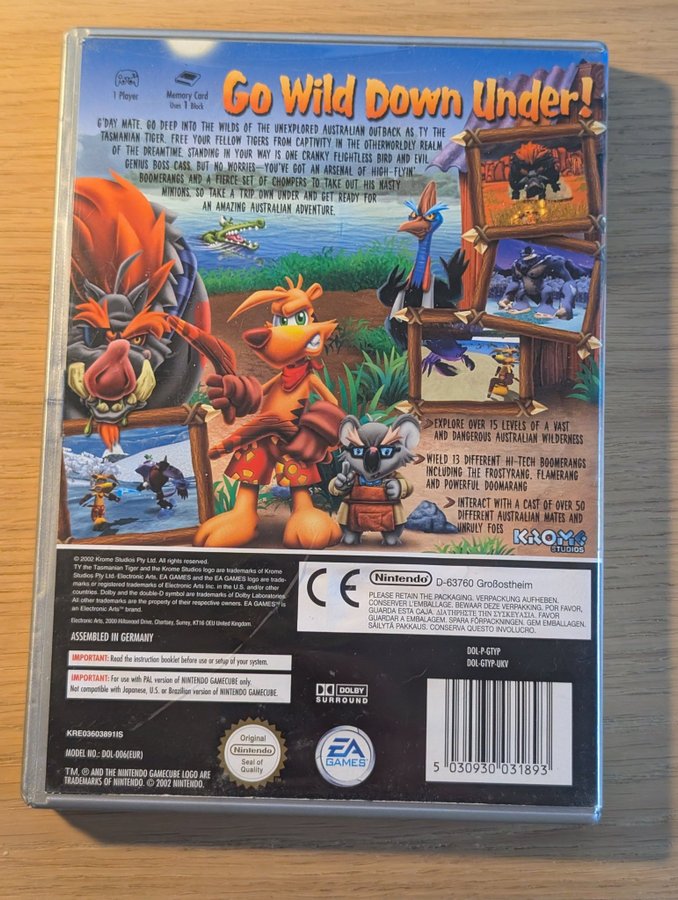 1 Player
Memory Card
Uses 1 Block
Go Wild Down Under!
G'DAY MATE. GO DEEP INTO THE WILDS OF THE UNEXPLORED AUSTRALIAN OUTBACK AS TY THE
TASMANIAN TIGER. FREE YOUR FELLOW TIGERS FROM CAPTIVITY IN THE OTHERWORLDLY REALM
OF THE DREAMTIME. STANDING IN YOUR WAY IS ONE CRANKY FLIGHTLESS BIRD AND EVIL
GENIUS BOSS CASS. BUT NO WORRIES—YOU'VE GOT AN ARSENAL OF HIGH-FLYIN'
BOOMERANGS AND A FIERCE SET OF CHOMPERS TO TAKE OUT HIS NASTY
MINIONS. SO TAKE A TRIP DOWN UNDER AND GET READY FOR
AN AMAZING AUSTRALIAN ADVENTURE.
EXPLORE OVER 15 LEVELS OF A VAST
AND DANGEROUS AUSTRALIAN WILDERNESS
WIELD 13 DIFFERENT HI-TECH BOOMERANGS
INCLUDING THE FROSTYRANG, FLAMERANG
AND POWERFUL DOOMARANG
INTERACT WITH A CAST OF OVER 50
DIFFERENT AUSTRALIAN MATES AND
UNRULY FOES
KROME
STUDIOS
© 2002 Krome Studios Pty Ltd. All rights reserved.
TY the Tasmanian Tiger and the Krome Studios logo are trademarks of Krome
Studios Pty Ltd. Electronic Arts, EA GAMES and the EA GAMES logo are trade-
marks or registered trademarks of Electronic Arts Inc. in the U.S. and/or other
countries. Dolby and the double-D symbol are trademarks of Dolby Laboratories.
All other trademarks are the property of their respective owners. EA GAMES™ is
an Electronic Arts™ brand.
Electronic Arts, 2000 Hillswood Drive, Chertsey, Surrey, KT16 0EU United Kingdom.
ASSEMBLED IN GERMANY
IMPORTANT: Read the instruction booklet before use or setup of your system.
IMPORTANT: For use with PAL version of NINTENDO GAMECUBE only.
Not compatible with Japanese, U.S. or Brazilian version of NINTENDO GAMECUBE.
KRE03603891IS
MODEL NO.: DOL-006(EUR)
TM, ® AND THE NINTENDO GAMECUBE LOGO ARE
TRADEMARKS OF NINTENDO. © 2002 NINTENDO.
CE
Nintendo D-63760 Großostheim
PLEASE RETAIN THE PACKAGING. VERPACKUNG AUFHEBEN.
CONSERVER L'EMBALLAGE. BEWAAR DEZE VERPAKKING. POR FAVOR,
GUARDA ESTA CAJA. ΔΙΑΤΗΡΗΣΤΕ ΤΗΝ ΣΥΣΚΕΥΑΣΙΑ. POR FAVOR
GUARDAR A EMBALAGEM. SPARA FÖRPACKNINGEN. GEM EMBALLAGEN.
SÄILYTÄ PAKKAUS. CONSERVA QUESTO INVOLUCRO.
DOL-P-GTYP
DOL-GTYP-UKV
DOLBY
SURROUND
Original
Nintendo
Seal of
Quality
EA
GAMES
5 030930 031893